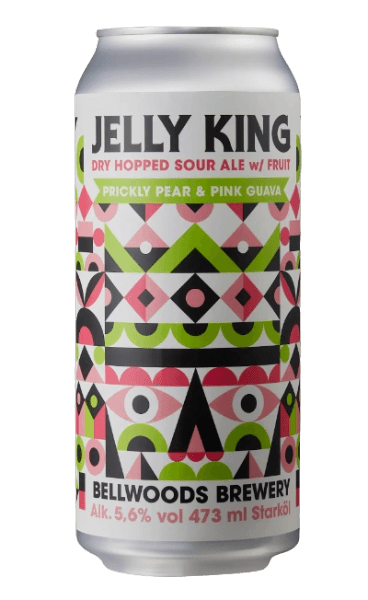 JELLY KING
DRY HOPPED SOUR ALE w/ FRUIT
PRICKLY PEAR & PINK GUAVA
BELLWOODS BREWERY
Alk. 5,6% vol 473 ml Starköl